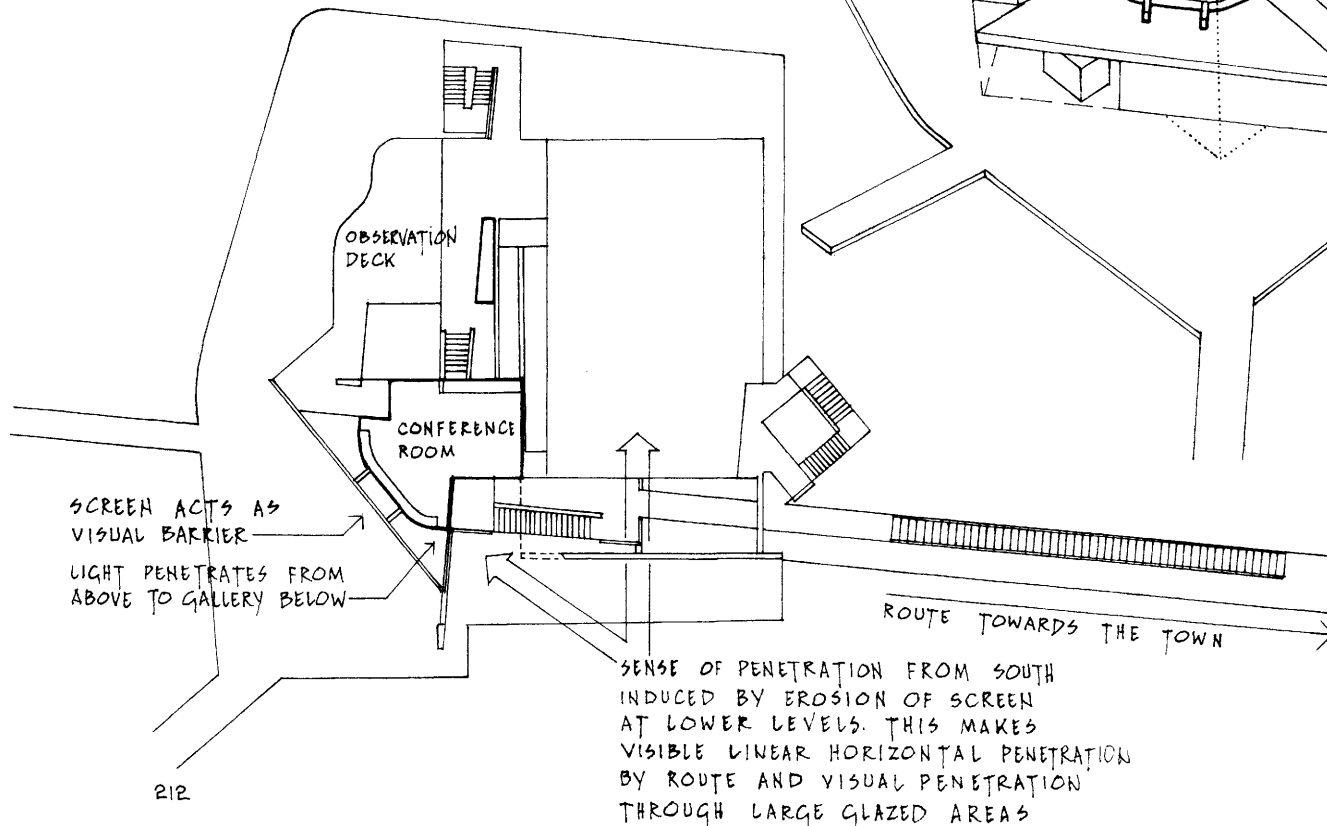 OBSERVATION
DECK
CONFERENCE
ROOM
SCREEN ACTS AS
VISUAL BARRIER
LIGHT PENETRATES FROM
ABOVE TO GALLERY BELOW
ROUTE TOWARDS THE TOWN
SENSE OF PENETRATION FROM SOUTH
INDUCED BY EROSION OF SCREEN
AT LOWER LEVELS. THIS MAKES
VISIBLE LINEAR HORIZONTAL PENETRATION
BY ROUTE AND VISUAL PENETRATION
THROUGH LARGE GLAZED AREAS
212